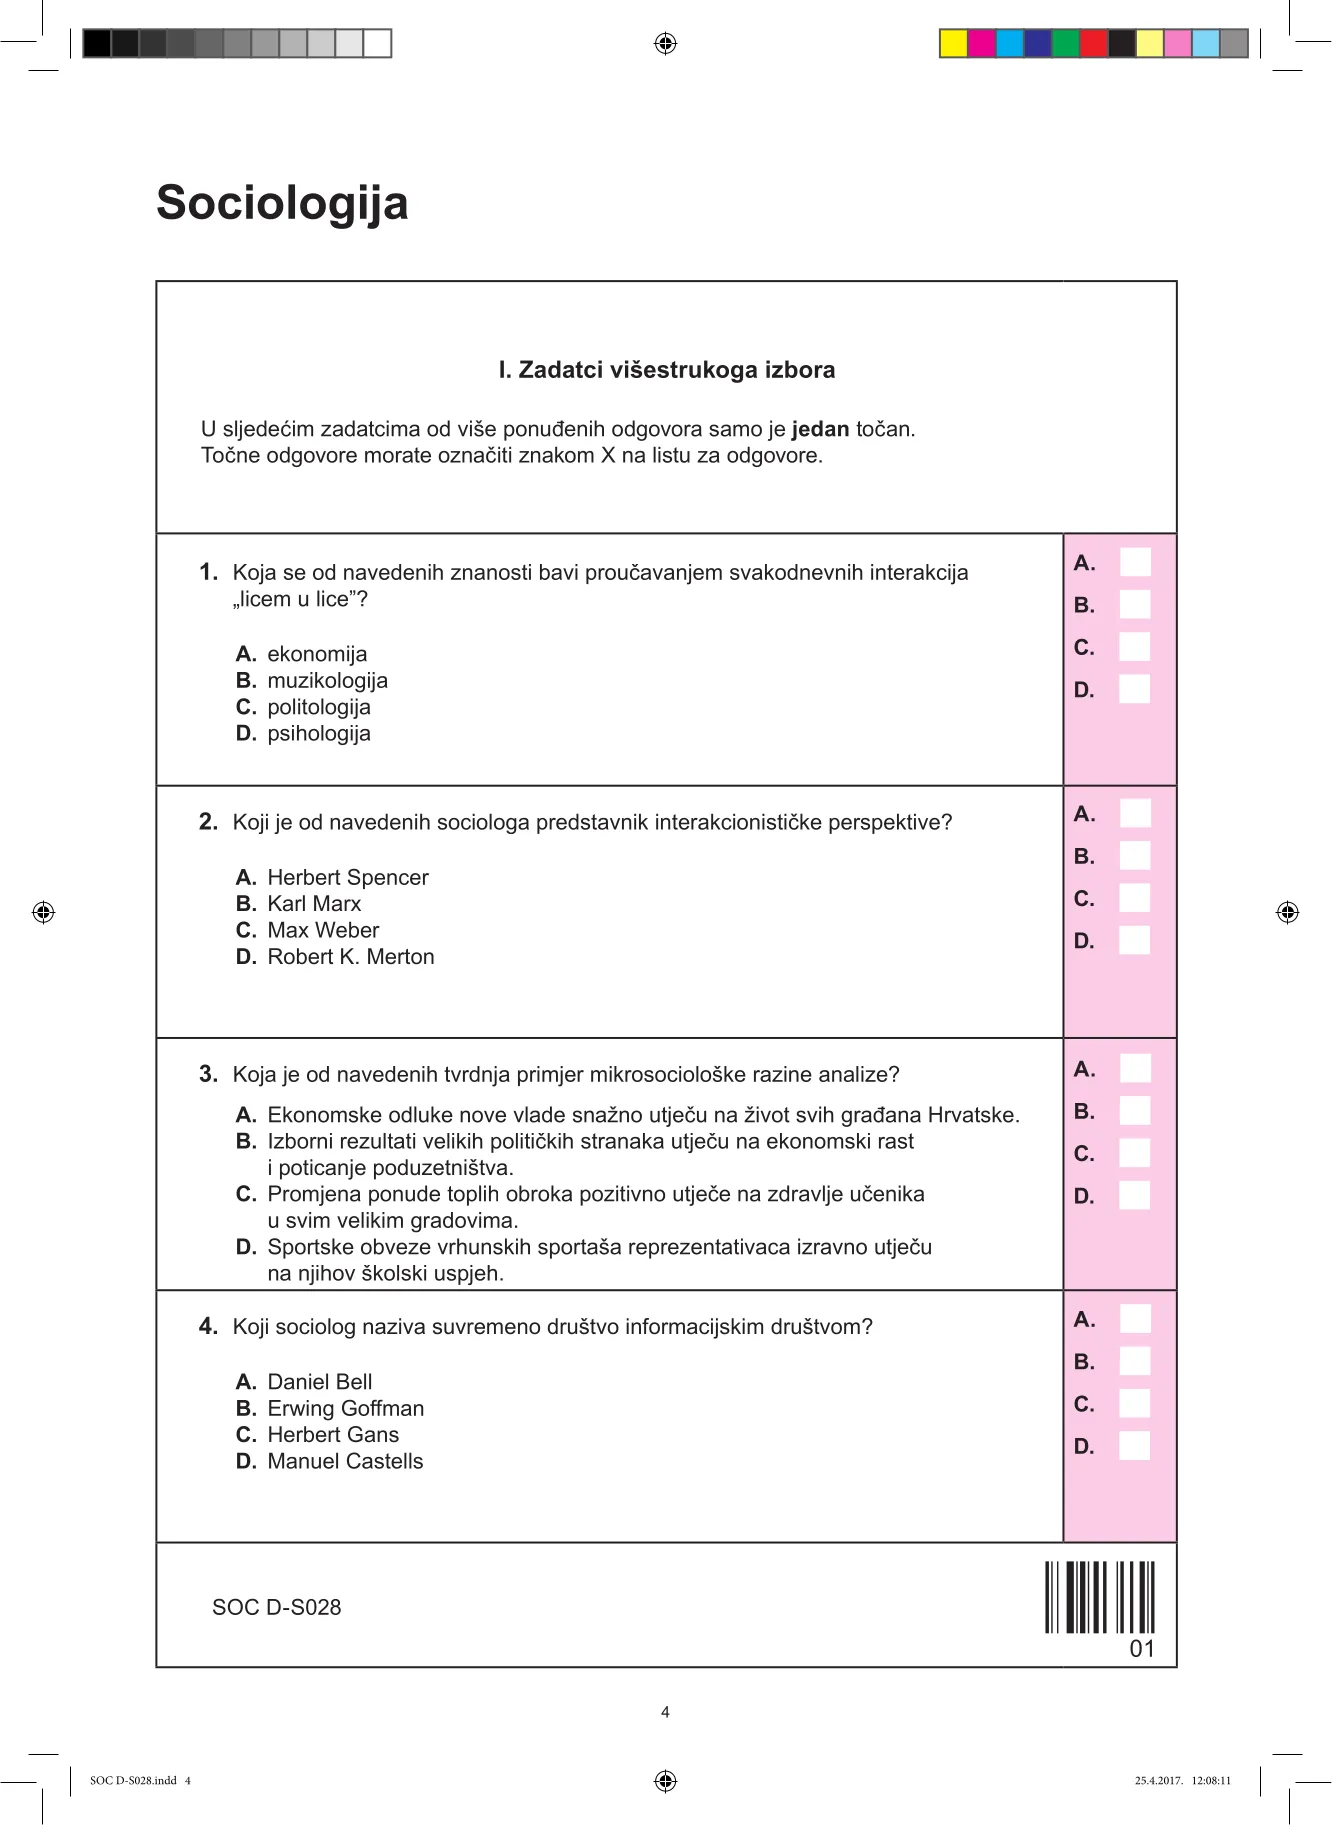 Sociologija
I. Zadatci višestrukoga izbora
U sljedećim zadatcima od više ponuđenih odgovora samo je jedan točan.
Točne odgovore morate označiti znakom X na listu za odgovore.
1. Koja se od navedenih znanosti bavi proučavanjem svakodnevnih interakcija
„licem u lice”?
A. ekonomija
B. muzikologija
C. politologija
D. psihologija
A.
B.
C.
D.
2. Koji je od navedenih sociologa predstavnik interakcionističke perspektive?
A. Herbert Spencer
B. Karl Marx
C. Max Weber
D. Robert K. Merton
A.
B.
C.
D.
3. Koja je od navedenih tvrdnja primjer mikrosociološke razine analize?
A. Ekonomske odluke nove vlade snažno utječu na život svih građana Hrvatske.
B. Izborni rezultati velikih političkih stranaka utječu na ekonomski rast
i poticanje poduzetništva.
C. Promjena ponude toplih obroka pozitivno utječe na zdravlje učenika
u svim velikim gradovima.
D. Sportske obveze vrhunskih sportaša reprezentativaca izravno utječu
na njihov školski uspjeh.
A.
B.
C.
D.
4. Koji sociolog naziva suvremeno društvo informacijskim društvom?
A. Daniel Bell
B. Erwing Goffman
C. Herbert Gans
D. Manuel Castells
A.
B.
C.
D.
SOC D-S028
01
4
SOC D-S028.indd 4
25.4.2017. 12:08:11